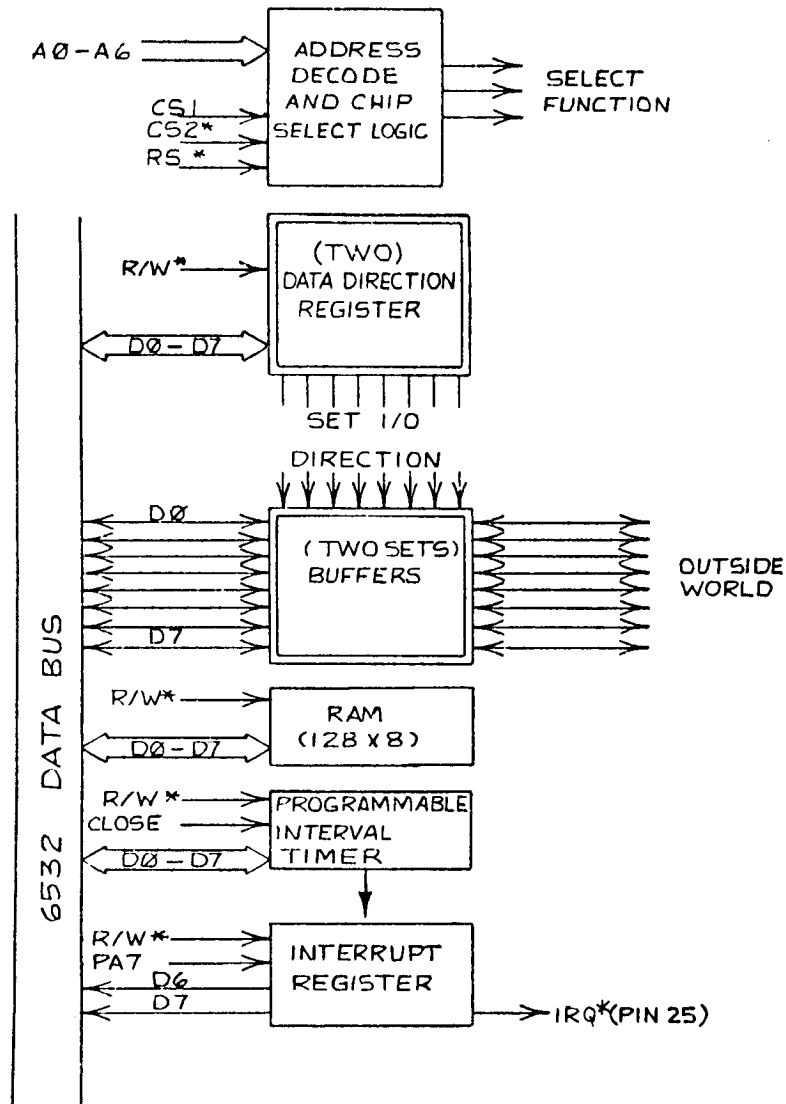 A0-A6
ADDRESS
DECODE
AND CHIP
SELECT LOGIC
CS1
CS2*
RS *
SELECT
FUNCTION
R/W*
(TWO)
DATA DIRECTION
REGISTER
D0-D7
SET I/O
DIRECTION
D0
(TWO SETS)
BUFFERS
OUTSIDE
WORLD
D7
6532 DATA BUS
R/W*
RAM
(128 X 8)
D0-D7
R/W*
CLOSE
PROGRAMMABLE
INTERVAL
TIMER
D0-D7
R/W*
PA7
D6
D7
INTERRUPT
REGISTER
IRQ*(PIN 25)